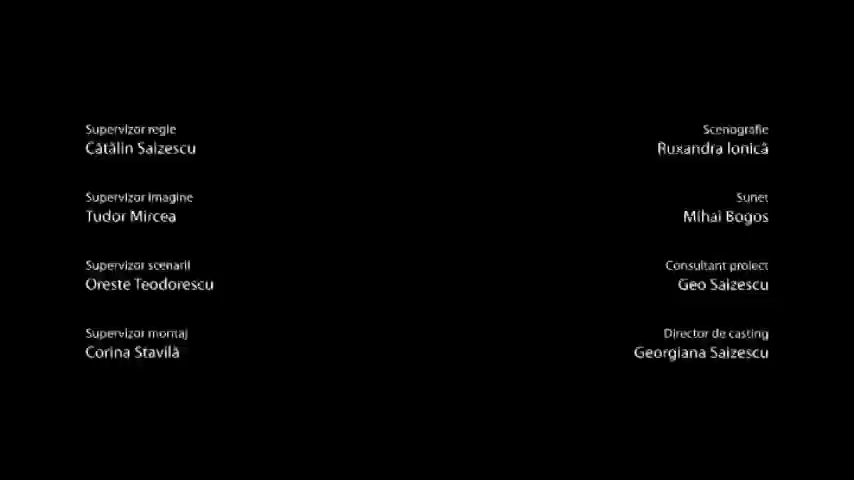 Supervizor regie
Cătălin Saizescu
Supervizor imagine
Tudor Mircea
Supervizor scenarii
Oreste Teodorescu
Supervizor montaj
Corina Stavilă
Scenografie
Ruxandra Ionică
Sunet
Mihai Bogos
Consultant proiect
Geo Saizescu
Director de casting
Georgiana Saizescu